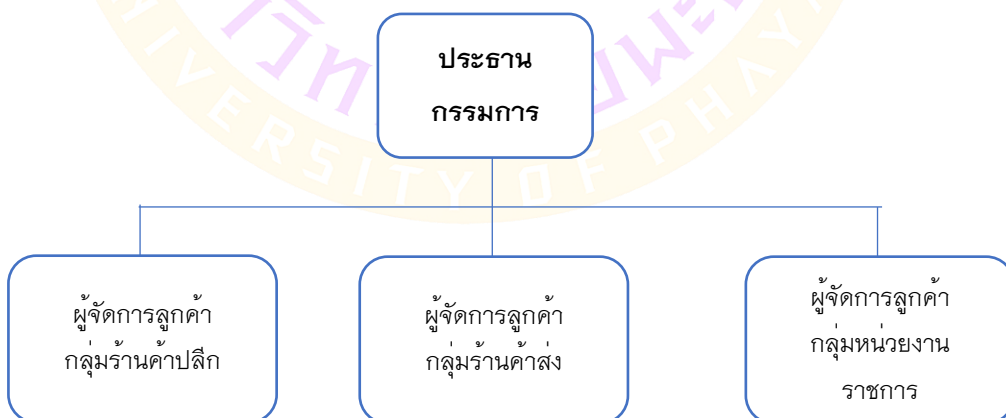 ประธาน
กรรมการ
ผู้จัดการลูกค้า
กลุ่มร้านค้าปลีก
ผู้จัดการลูกค้า
กลุ่มร้านค้าส่ง
ผู้จัดการลูกค้า
กลุ่มหน่วยงาน
ราชการ